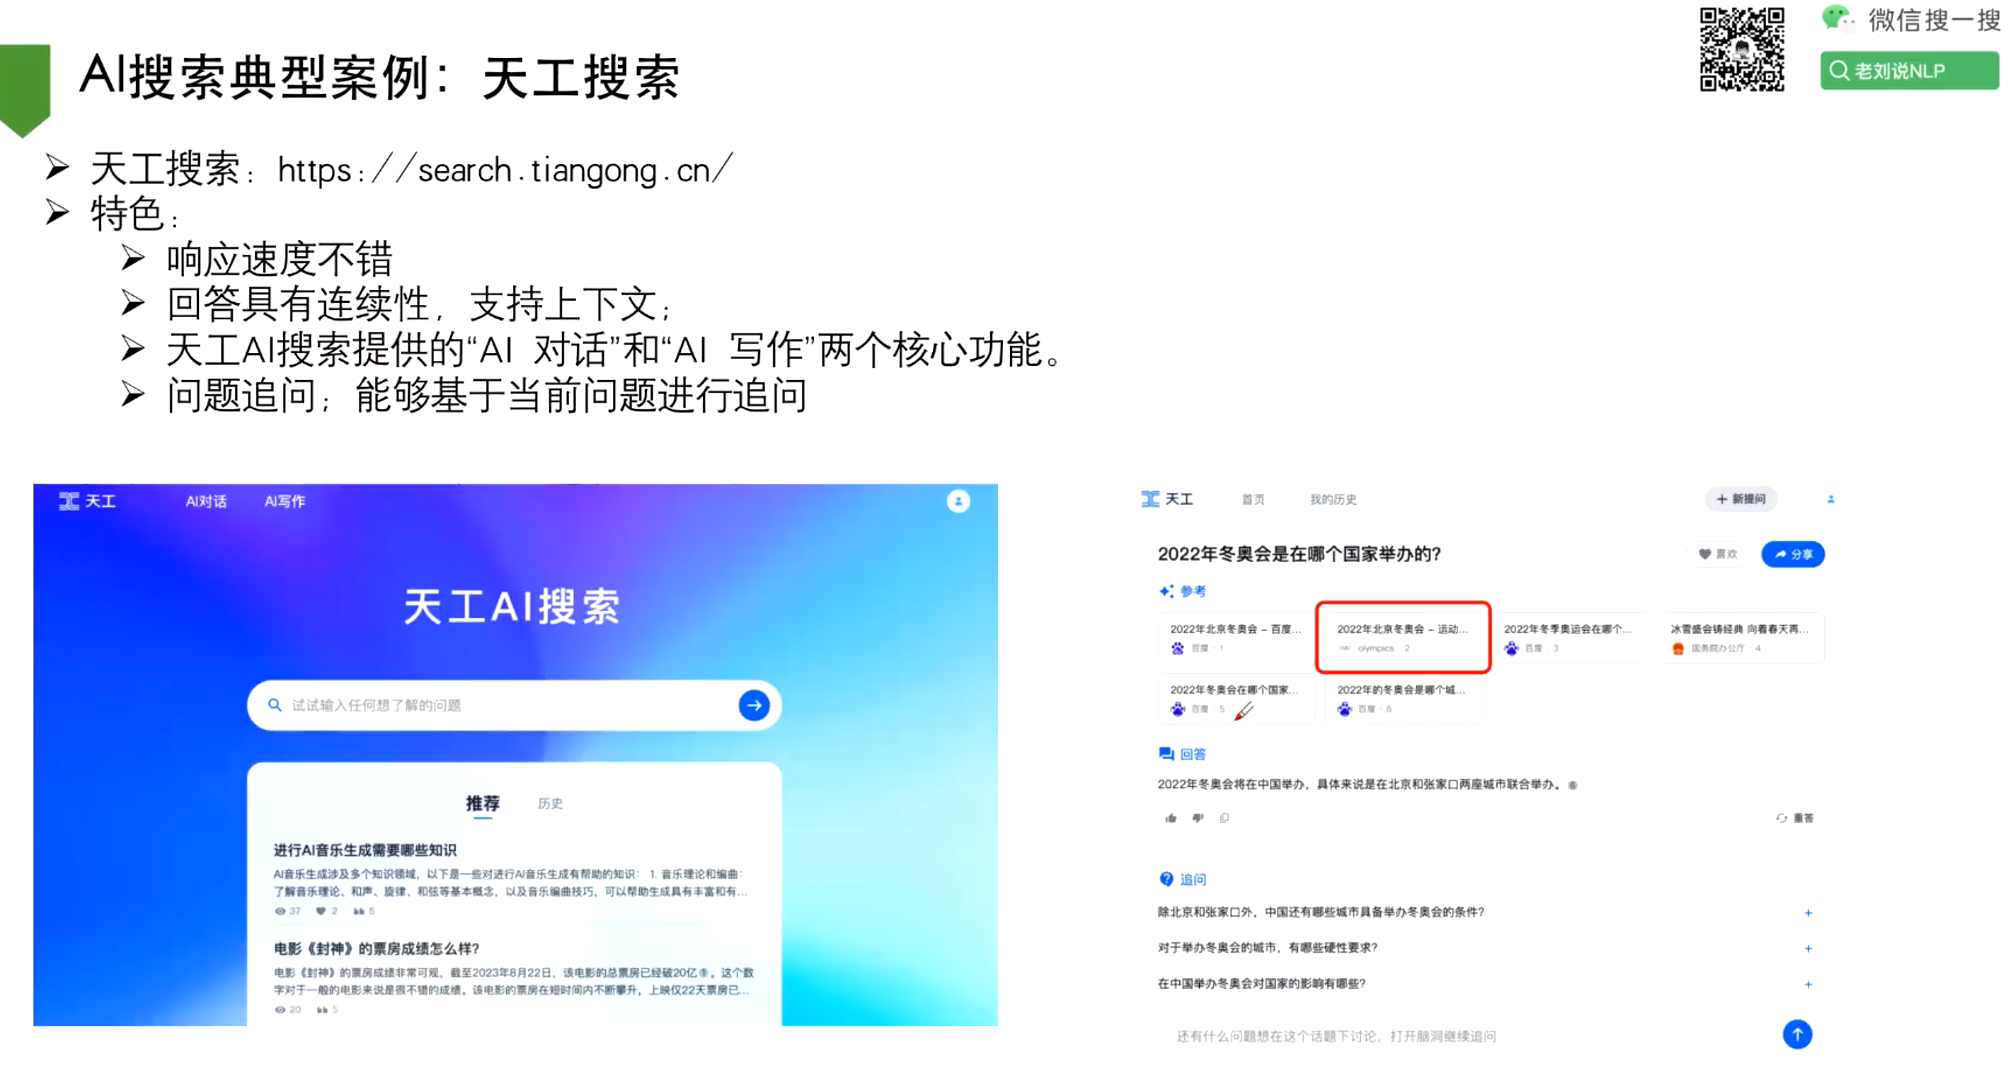 AI搜索典型案例：天工搜索
微信搜一搜
老刘说NLP
天工搜索：https://search.tiangong.cn/
特色：
响应速度不错
回答具有连续性，支持上下文；
天工AI搜索提供的“AI 对话”和“AI 写作”两个核心功能。
问题追问；能够基于当前问题进行追问
天工 AI对话 AI写作
天工AI搜索
试试输入任何想了解的问题
推荐 历史
进行AI音乐生成需要哪些知识
AI音乐生成涉及多个知识领域，以下是一些对进行AI音乐生成有帮助的知识： 1. 音乐理论和编曲：
了解音乐理论、和声、旋律、和弦等基本概念，以及音乐编曲技巧，可以帮助生成具有丰富和有...
37 2 5
电影《封神》的票房成绩怎么样？
电影《封神》的票房成绩非常可观，截至2023年8月22日，该电影的总票房已经破20亿。这个数
字对于一般的电影来说是很不错的成绩。该电影的票房在短时间内不断攀升，上映仅22天票房已...
20 5
天工 首页 我的历史 + 新提问
2022年冬奥会是在哪个国家举办的？ 喜欢 分享
参考
2022年北京冬奥会 – 百度... 2022年北京冬奥会 – 运动... 2022年冬季奥运会在哪个... 冰雪盛会铸经典 向着春天再...
百度 · 1 olympics 2 百度 · 3 国务院办公厅 · 4
2022年冬奥会在哪个国家... 2022年的冬奥会是哪个城...
百度 · 5 百度 · 6
回答
2022年冬奥会将在中国举办，具体来说是在北京和张家口两座城市联合举办。
重答
追问
除北京和张家口外，中国还有哪些城市具备举办冬奥会的条件？ +
对于举办冬奥会的城市，有哪些硬性要求？ +
在中国举办冬奥会对国家的影响有哪些？ +
还有什么问题想在这个话题下讨论，打开脑洞继续追问